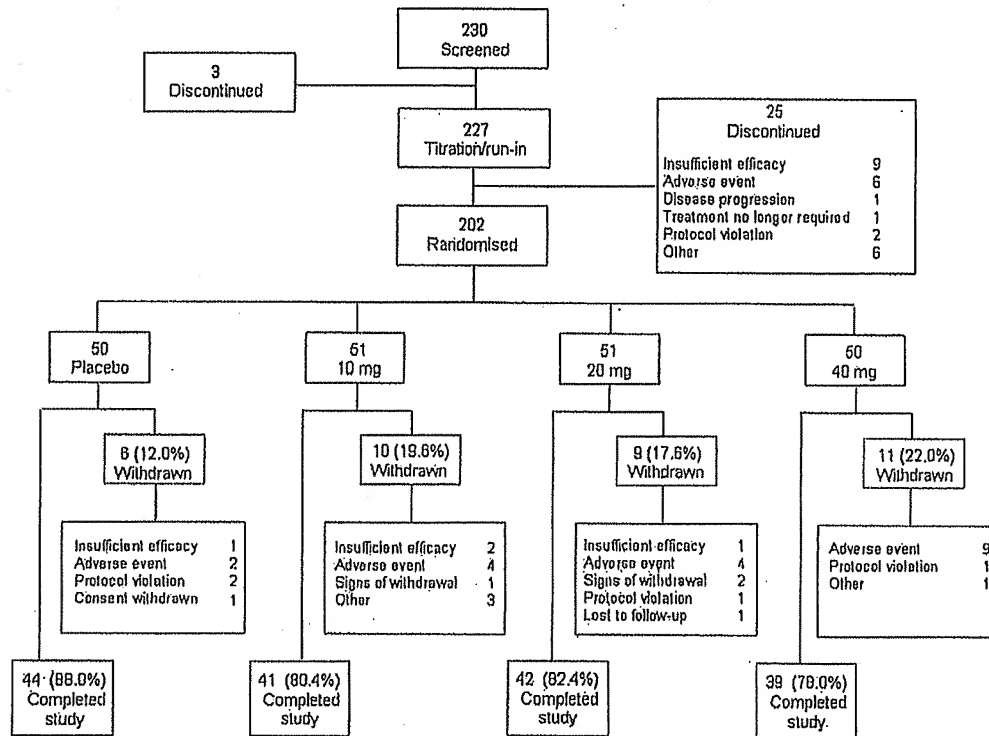 230
Screened
3
Discontinued
227
Titration/run-in
25
Discontinued
Insufficient efficacy 9
Adverse event 6
Disease progression 1
Treatment no longer required 1
Protocol violation 2
Other 6
202
Randomised
50
Placebo
51
10 mg
51
20 mg
50
40 mg
6 (12.0%)
Withdrawn
10 (19.6%)
Withdrawn
9 (17.6%)
Withdrawn
11 (22.0%)
Withdrawn
Insufficient efficacy 1
Adverse event 2
Protocol violation 2
Consent withdrawn 1
Insufficient efficacy 2
Adverse event 4
Signs of withdrawal 1
Other 3
Insufficient efficacy 1
Adverse event 4
Signs of withdrawal 2
Protocol violation 1
Lost to follow-up 1
Adverse event 9
Protocol violation 1
Other 1
44 (88.0%)
Completed
study
41 (80.4%)
Completed
study
42 (82.4%)
Completed
study
39 (78.0%)
Completed
study.